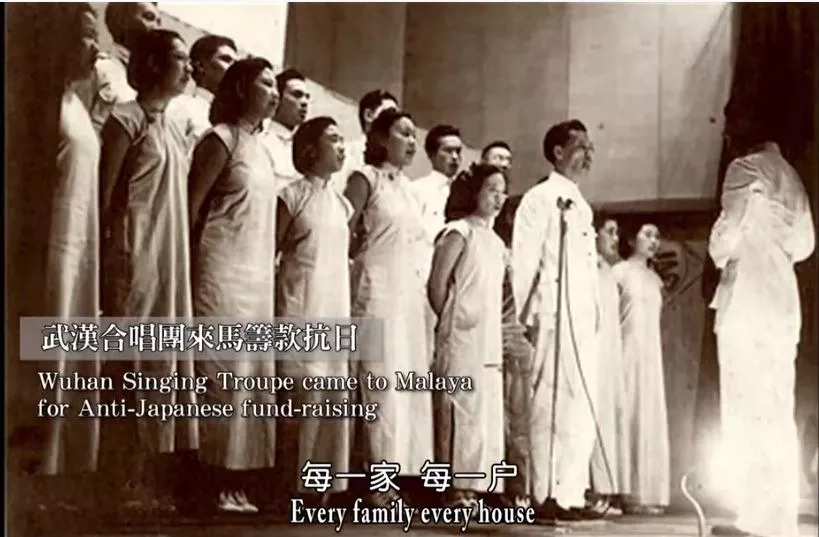 武漢合唱團來馬籌款抗日
Wuhan Singing Troupe came to Malaya
for Anti-Japanese fund-raising
每一家 每一户
Every family every house